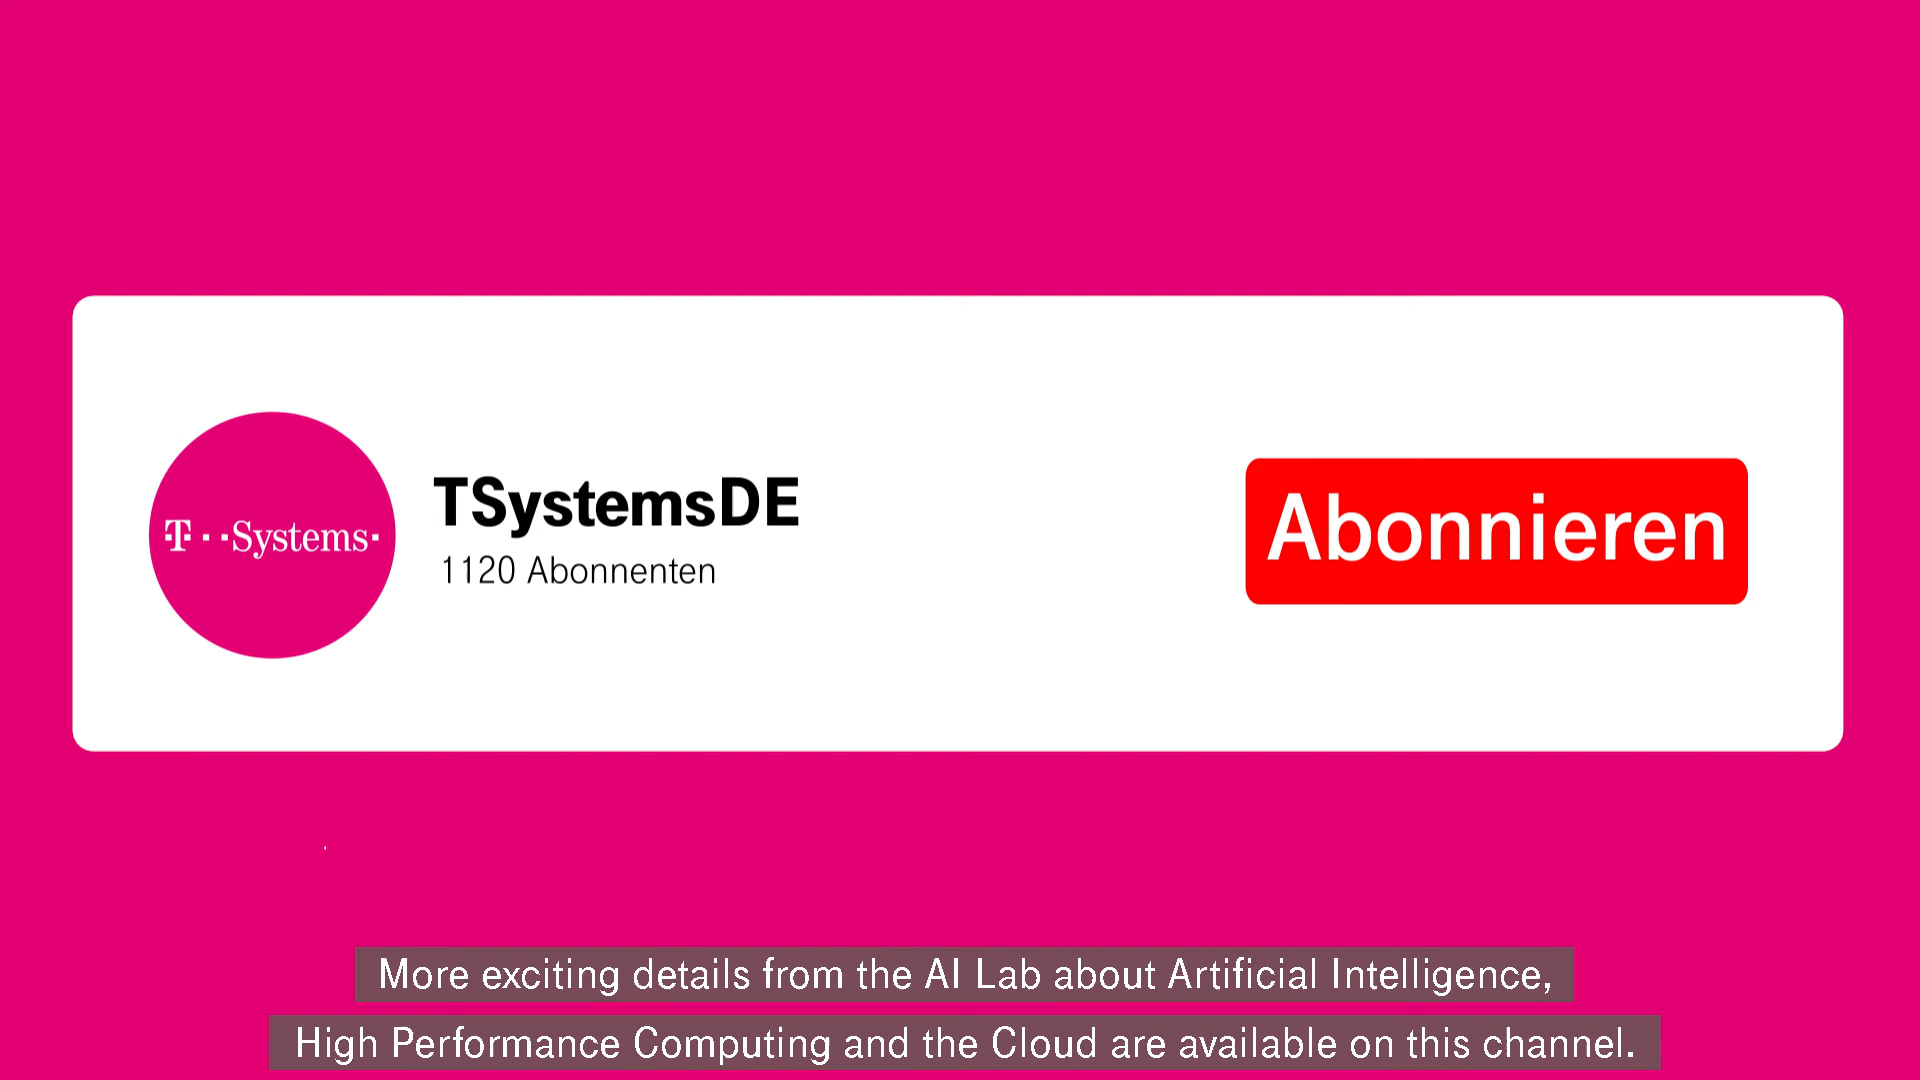 T··Systems·
TSystemsDE
1120 Abonnenten
Abonnieren
More exciting details from the AI Lab about Artificial Intelligence,
High Performance Computing and the Cloud are available on this channel.